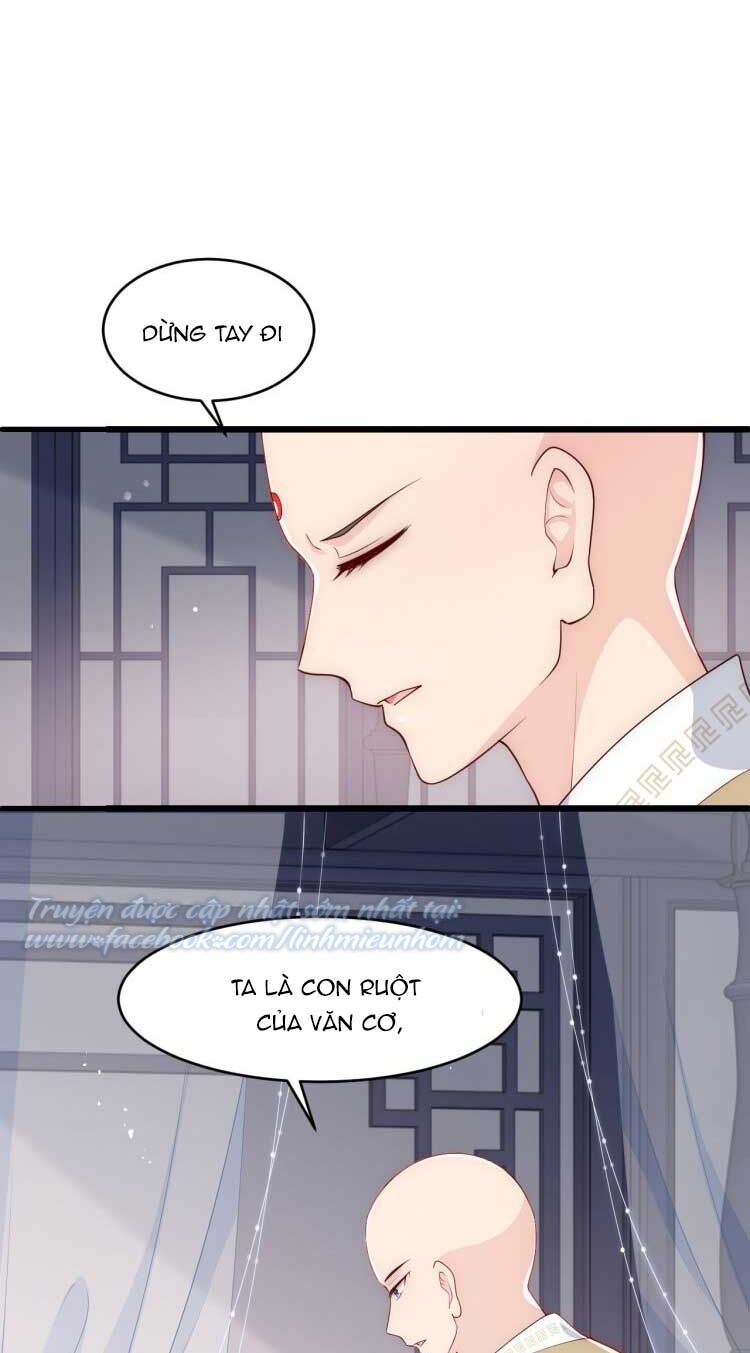 DỪNG TAY ĐI
Truyện được cập nhật sớm nhất tại:
www.facebook.com/linhmieunhom
TA LÀ CON RUỘT
CỦA VĂN CƠ,